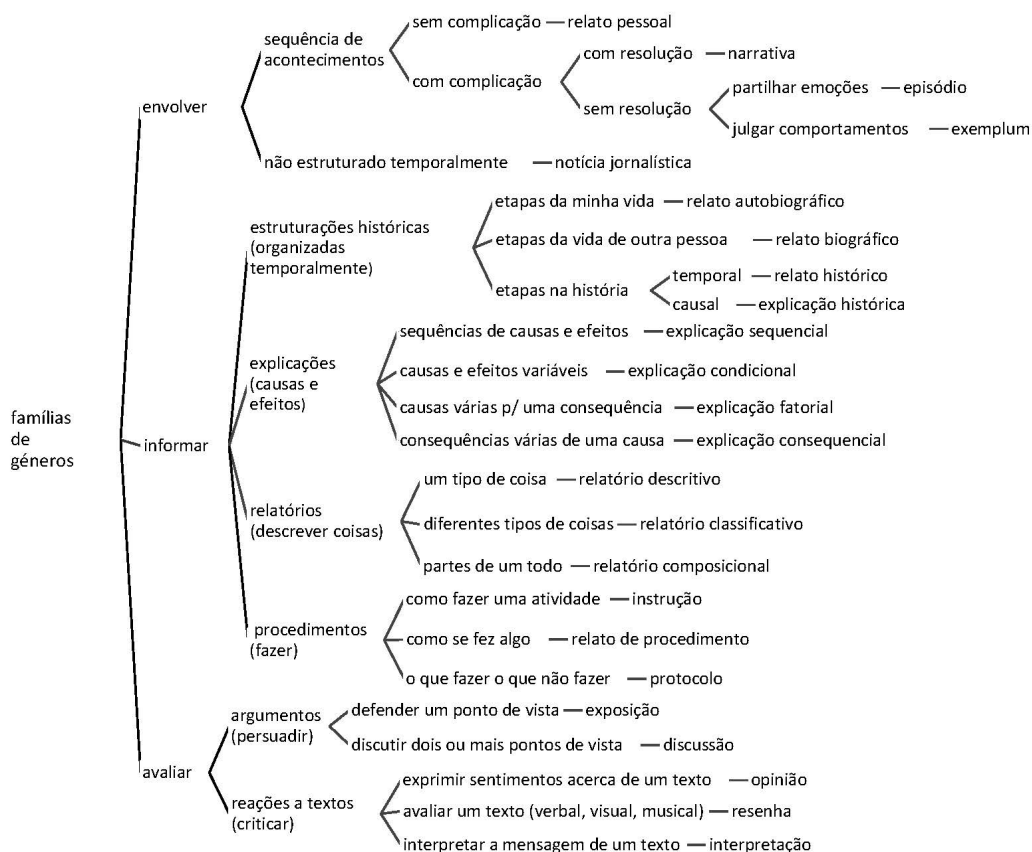 sem complicação — relato pessoal
sequência de
acontecimentos
com resolução — narrativa
com complicação
partilhar emoções — episódio
envolver
sem resolução
julgar comportamentos — exemplum
não estruturado temporalmente — notícia jornalística
etapas da minha vida — relato autobiográfico
estruturações históricas
(organizadas
temporalmente)
etapas da vida de outra pessoa — relato biográfico
temporal — relato histórico
etapas na história
causal — explicação histórica
sequências de causas e efeitos — explicação sequencial
explicações
(causas e
efeitos)
causas e efeitos variáveis — explicação condicional
causas várias p/ uma consequência — explicação fatorial
famílias
de
géneros
informar
consequências várias de uma causa — explicação consequencial
um tipo de coisa — relatório descritivo
relatórios
(descrever coisas)
diferentes tipos de coisas — relatório classificativo
partes de um todo — relatório composicional
como fazer uma atividade — instrução
procedimentos
(fazer)
como se fez algo — relato de procedimento
o que fazer o que não fazer — protocolo
argumentos
(persuadir)
defender um ponto de vista — exposição
discutir dois ou mais pontos de vista — discussão
avaliar
exprimir sentimentos acerca de um texto — opinião
reações a textos
(criticar)
avaliar um texto (verbal, visual, musical) — resenha
interpretar a mensagem de um texto — interpretação